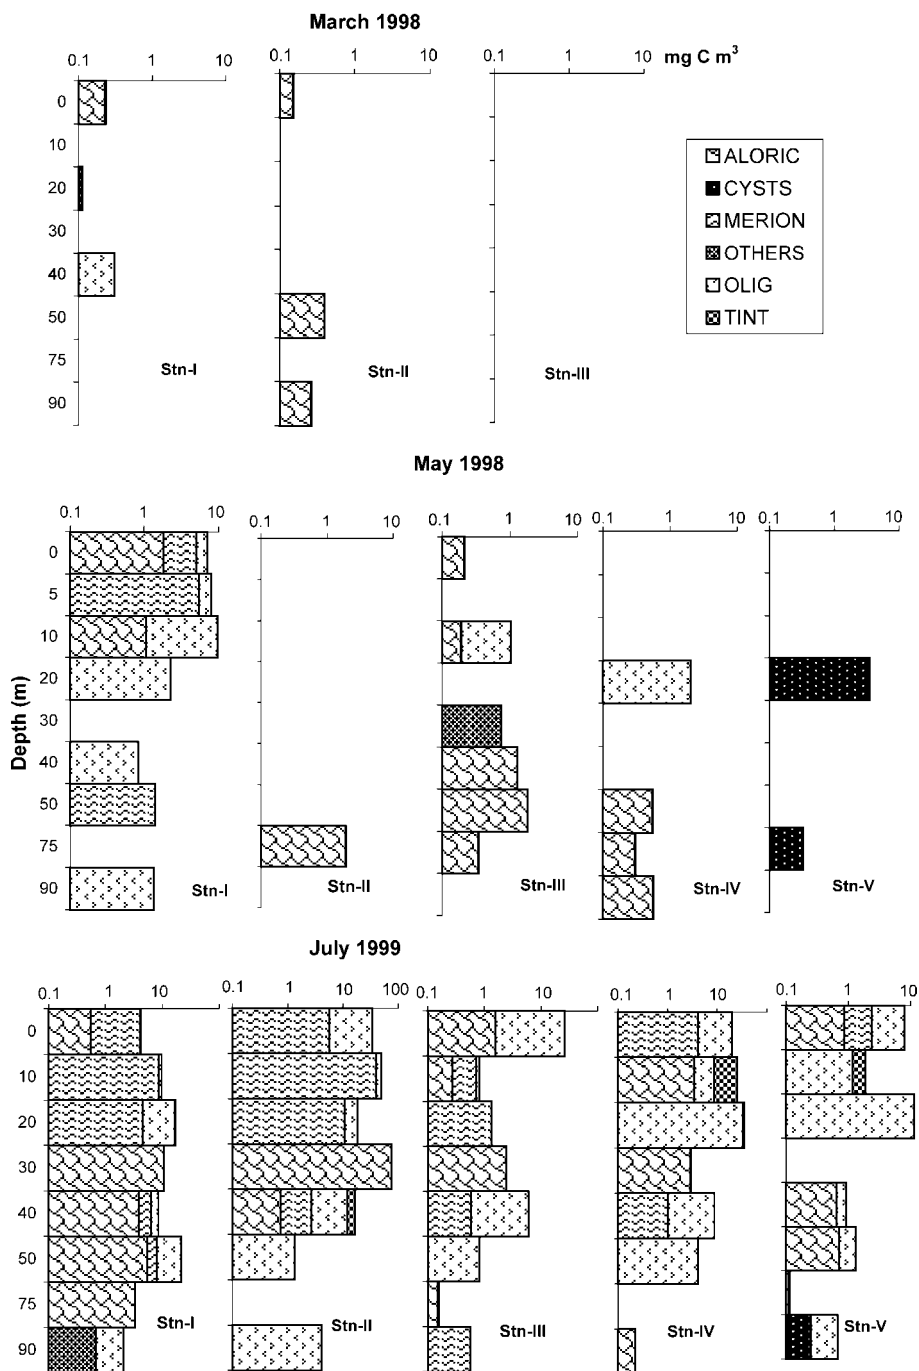 March 1998
0.1 1 10 0.1 1 10 0.1 1 10 mg C m³
0
10
20
30
40
50
75
90
ALORIC
CYSTS
MERION
OTHERS
OLIG
TINT
Stn-I Stn-II Stn-III
May 1998
0.1 1 10 0.1 1 10 0.1 1 10 0.1 1 10 0.1 1 10
Depth (m)
0
5
10
20
30
40
50
75
90
Stn-I Stn-II Stn-III Stn-IV Stn-V
July 1999
0.1 1 10 0.1 1 10 100 0.1 1 10 0.1 1 10 0.1 1 10
0
10
20
30
40
50
75
90
Stn-I Stn-II Stn-III Stn-IV Stn-V